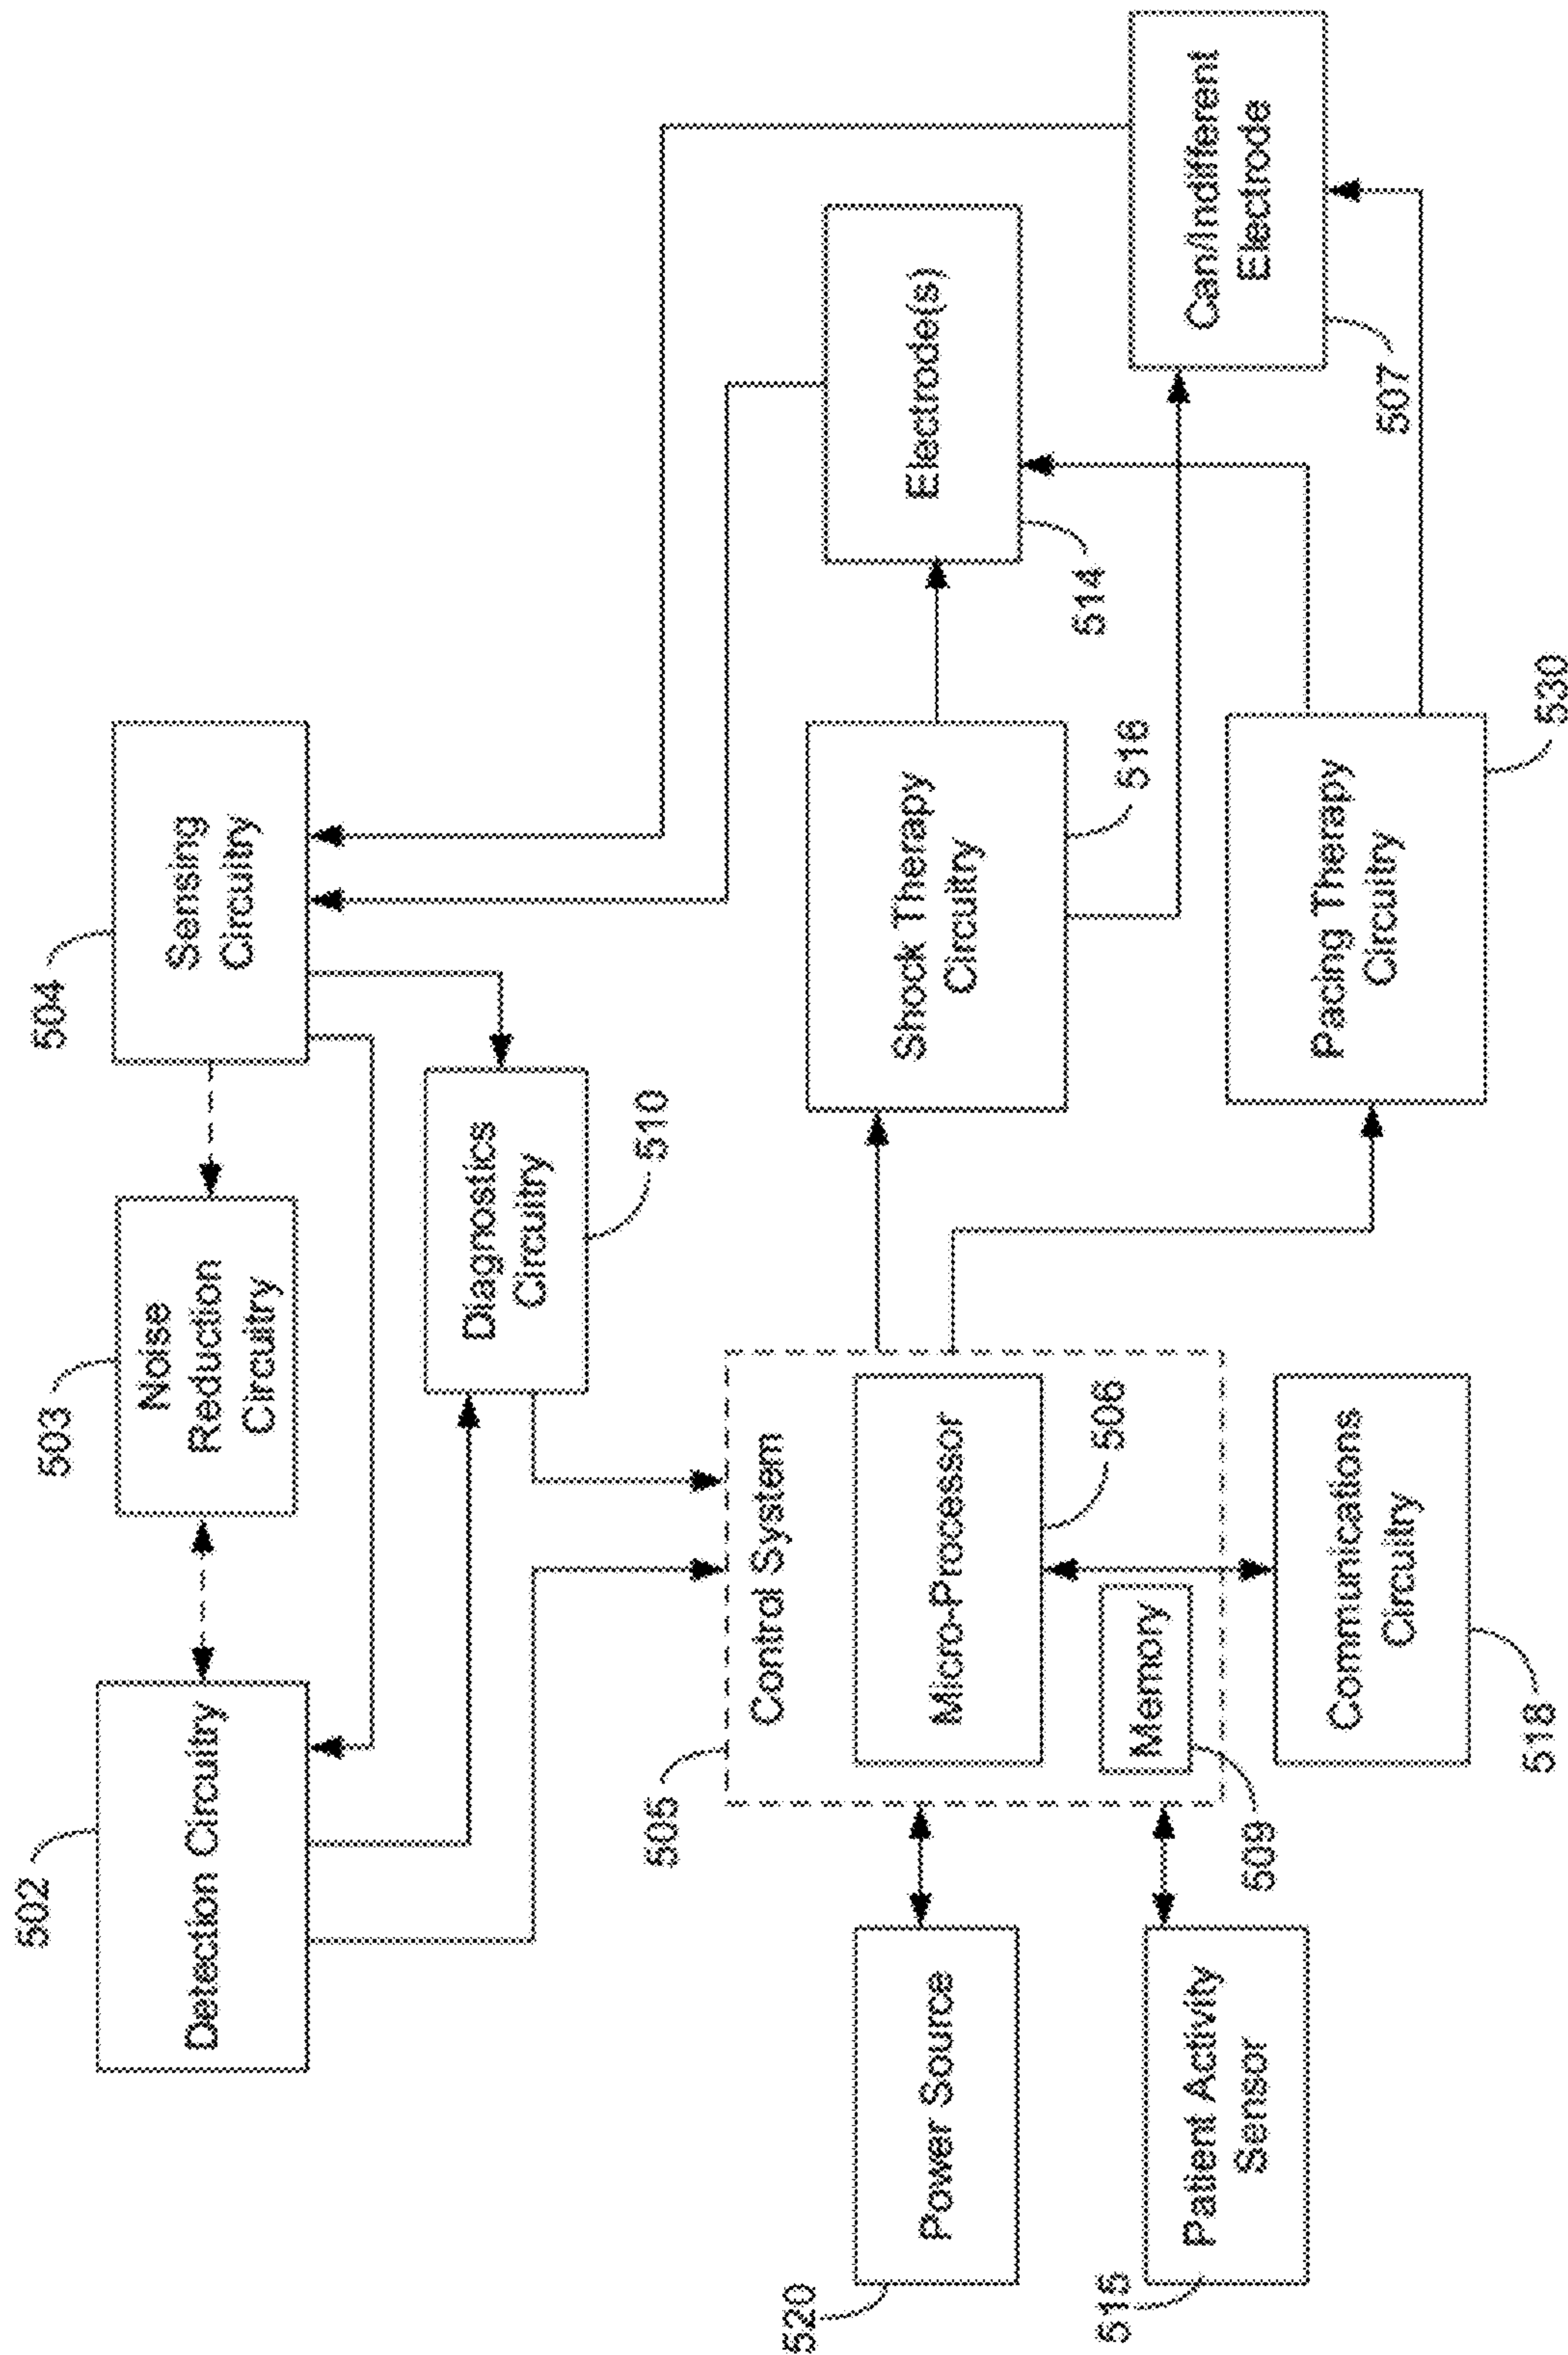 502
Detection Circuitry
503
Noise
Reduction
Circuitry
504
Sensing
Circuitry
Diagnostics
Circuitry
510
505
Control System
Micro-Processor
506
Memory
509
520
Power Source
515
Patient Activity
Sensor
Communications
Circuitry
518
Shock Therapy
Circuitry
516
Pacing Therapy
Circuitry
530
Electrode(s)
514
Can/Indifferent
Electrode
507